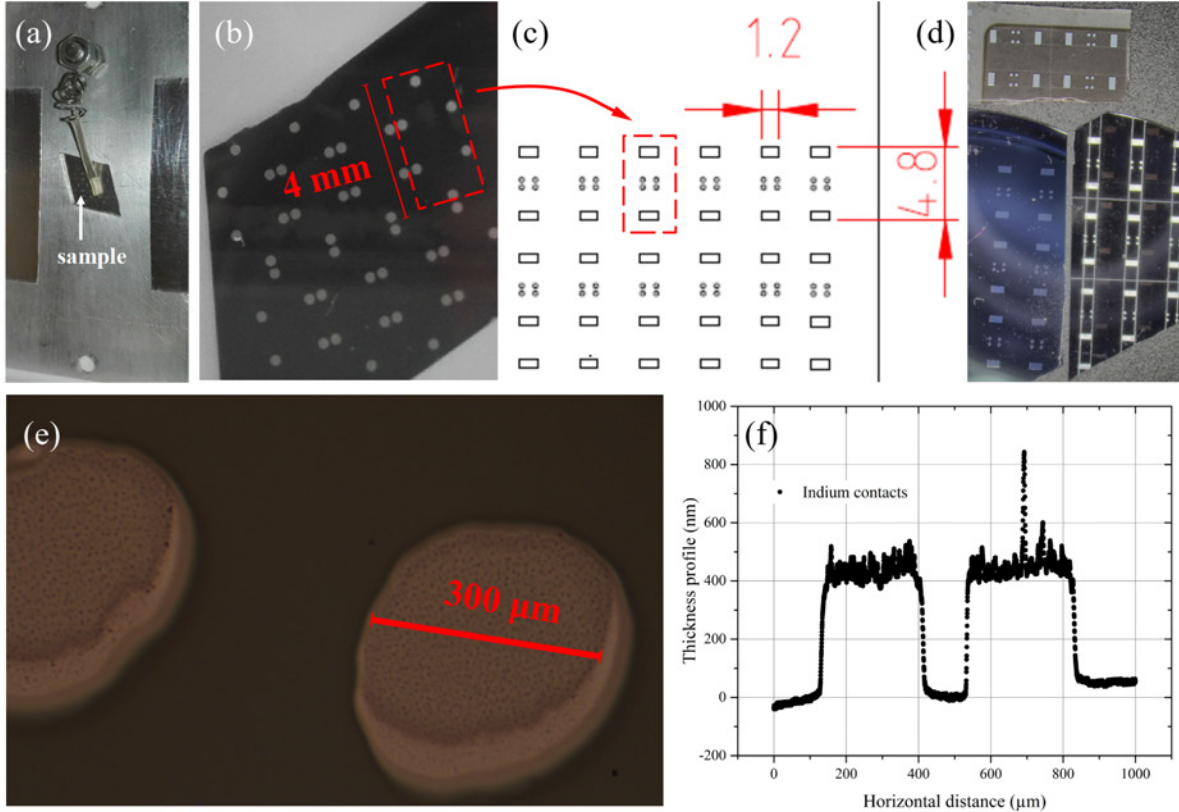 (a)
sample
(b)
4 mm
(c)
1.2
4.8
(d)
(e)
300 µm
(f)
1000
800
600
400
200
0
-200
Thickness profile (nm)
Indium contacts
0 200 400 600 800 1000
Horizontal distance (µm)